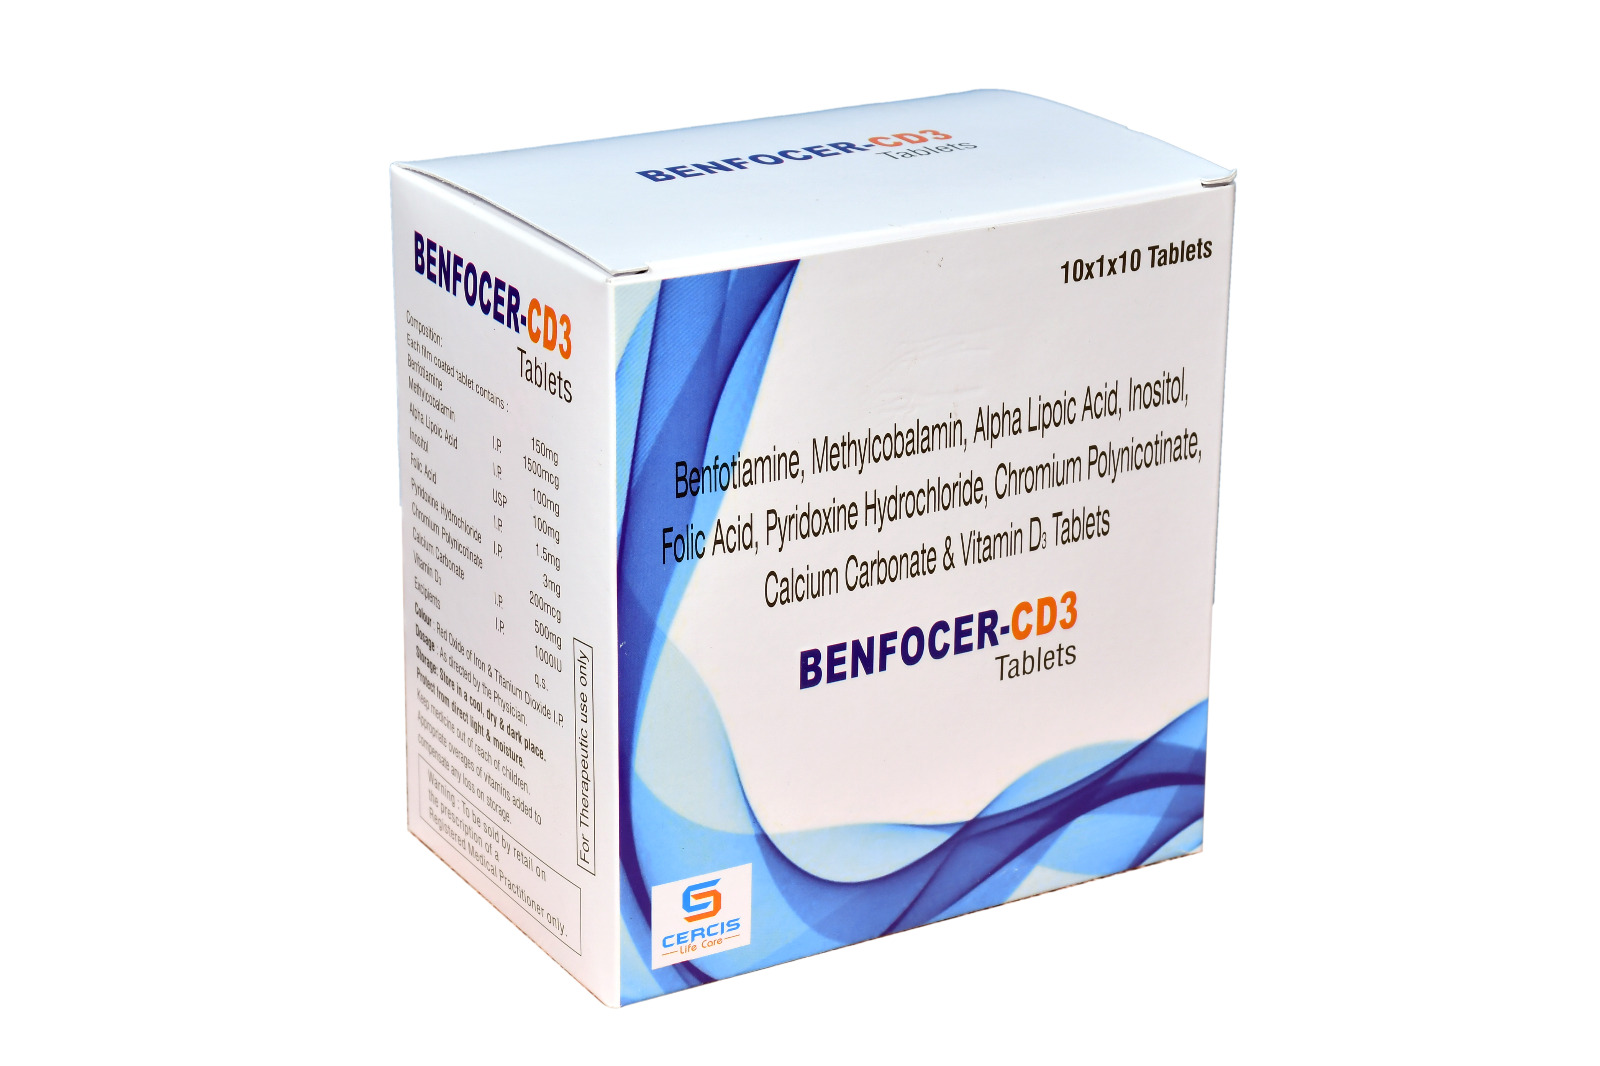 BENFOCER-CD3
Tablets
BENFOCER-CD3
Tablets
Composition:
Each film coated tablet contains :
Benfotiamine I.P. 150mg
Methylcobalamin I.P. 1500mcg
Alpha Lipoic Acid USP 100mg
Inositol I.P. 100mg
Folic Acid I.P. 1.5mg
Pyridoxine Hydrochloride 3mg
Chromium Polynicotinate 200mcg
Calcium Carbonate I.P. 500mg
Vitamin D3 I.P. 1000IU
Excipients q.s.
Colour : Red Oxide of Iron & Titanium Dioxide I.P.
Dosage : As directed by the Physician.
Storage: Store in a cool, dry & dark place.
Protect from direct light & moisture.
Keep medicine out of reach of children.
Appropriate overages of vitamins added to
compensate any loss on storage.
Warning : To be sold by retail on
the prescription of a
Registered Medical Practitioner only.
For Therapeutic use only
10x1x10 Tablets
Benfotiamine, Methylcobalamin, Alpha Lipoic Acid, Inositol,
Folic Acid, Pyridoxine Hydrochloride, Chromium Polynicotinate,
Calcium Carbonate & Vitamin D3 Tablets
BENFOCER-CD3
Tablets
CERCIS
Life Care